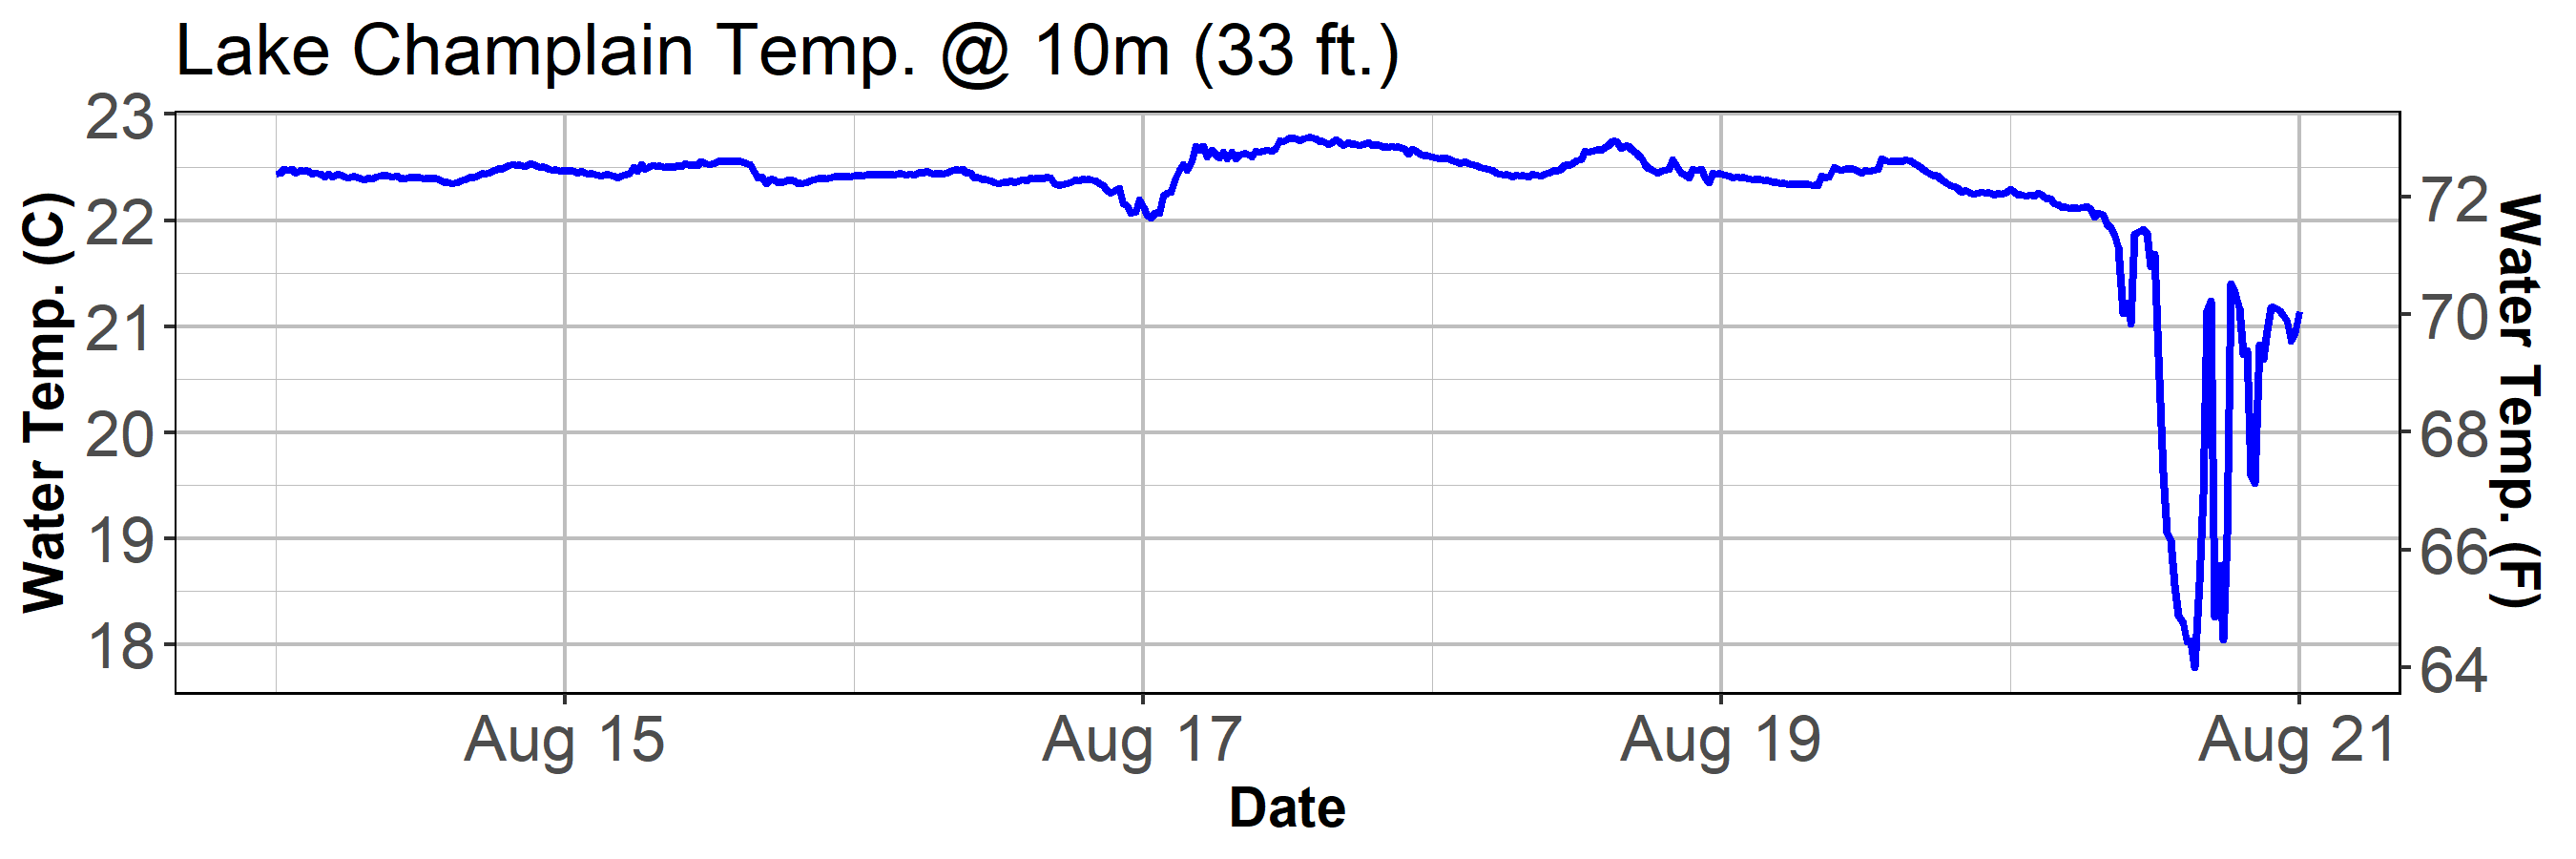 Lake Champlain Temp. @ 10m (33 ft.)
23
22
21
20
19
18
Water Temp. (C)
72
70
68
66
64
Water Temp. (F)
Aug 15
Aug 17
Aug 19
Aug 21
Date